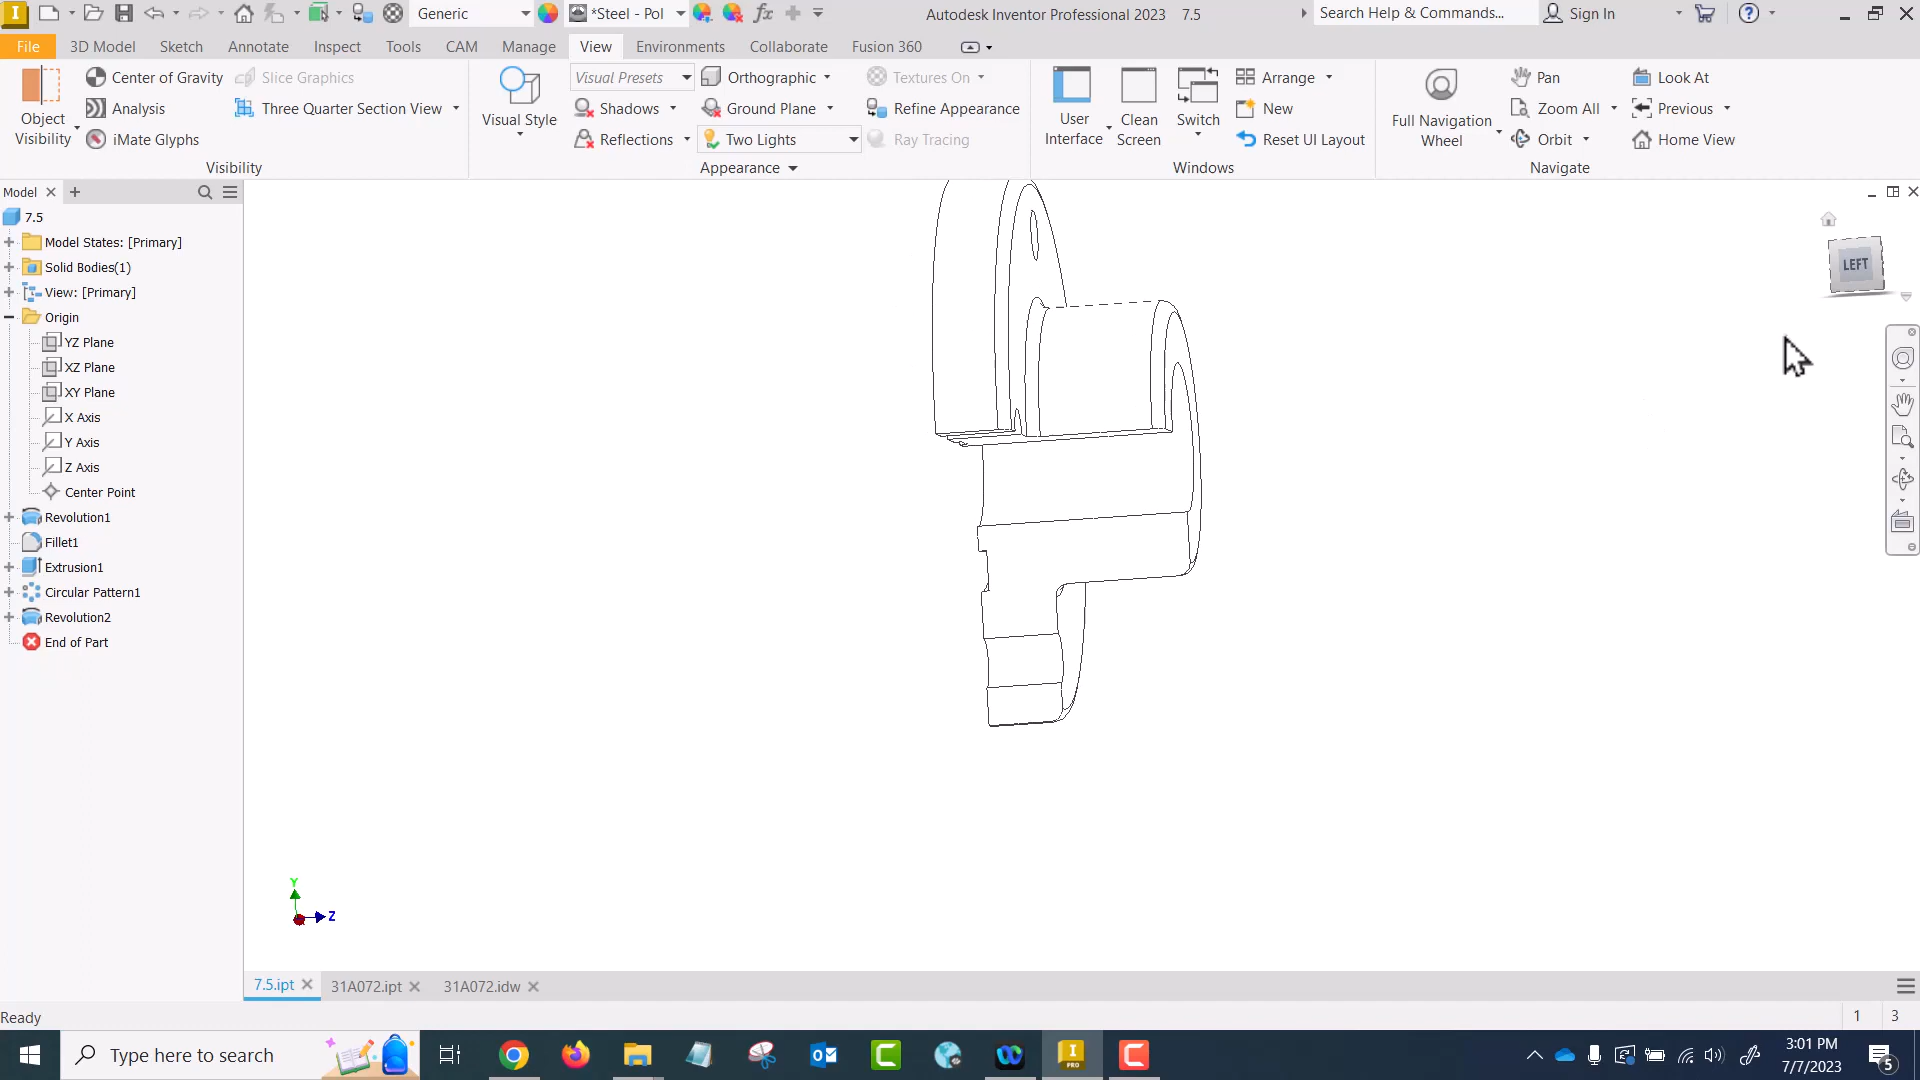 Generic
*Steel - Pol
fx
Autodesk Inventor Professional 2023 7.5
Search Help & Commands...
Sign In
File
3D Model
Sketch
Annotate
Inspect
Tools
CAM
Manage
View
Environments
Collaborate
Fusion 360
Object Visibility
Center of Gravity
Slice Graphics
Analysis
Three Quarter Section View
iMate Glyphs
Visibility
Visual Style
Visual Presets
Shadows
Reflections
Orthographic
Ground Plane
Two Lights
Textures On
Refine Appearance
Ray Tracing
Appearance
User Interface
Clean Screen
Switch
Arrange
New
Reset UI Layout
Windows
Full Navigation Wheel
Pan
Zoom All
Orbit
Look At
Previous
Home View
Navigate
Model
7.5
Model States: [Primary]
Solid Bodies(1)
View: [Primary]
Origin
YZ Plane
XZ Plane
XY Plane
X Axis
Y Axis
Z Axis
Center Point
Revolution1
Fillet1
Extrusion1
Circular Pattern1
Revolution2
End of Part
LEFT
Y
Z
7.5.ipt
31A072.ipt
31A072.idw
Ready
1
3
Type here to search
I
PRO
3:01 PM
7/7/2023
5